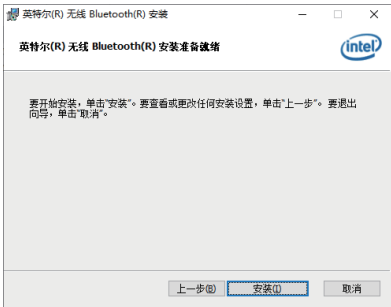 英特尔(R) 无线 Bluetooth(R) 安装
英特尔(R) 无线 Bluetooth(R) 安装准备就绪
intel
要开始安装，单击"安装"。要查看或更改任何安装设置，单击"上一步"。要退出
向导，单击"取消"。
上一步(B) 安装(I) 取消